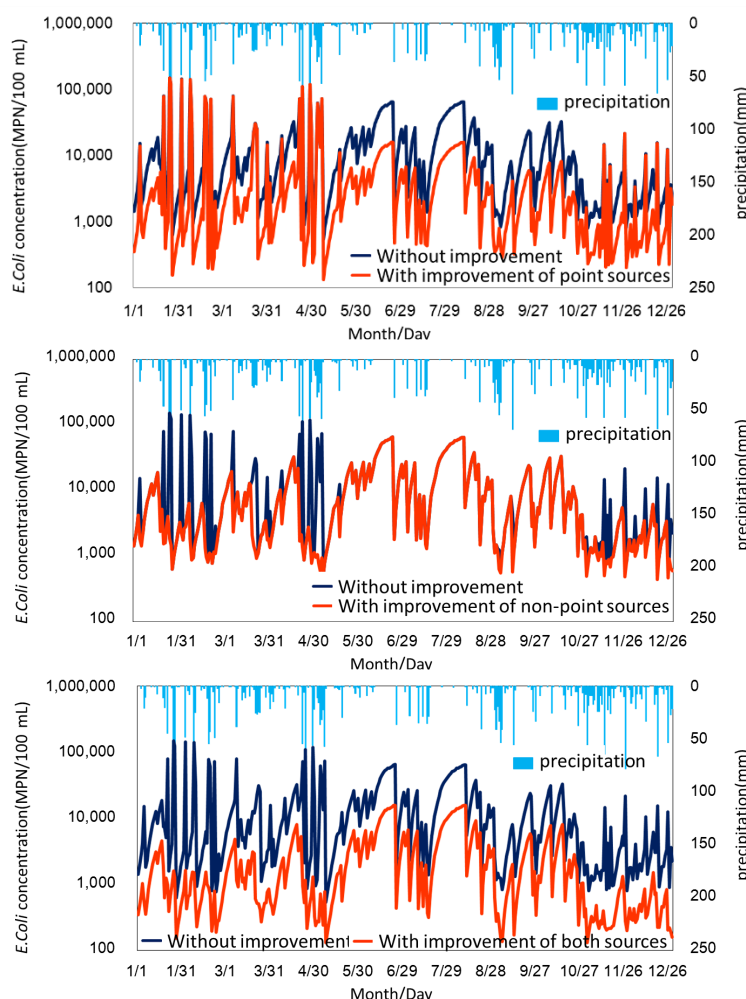 1,000,000
100,000
10,000
1,000
100
E.Coli concentration(MPN/100 mL)
0
50
100
150
200
250
precipitation(mm)
precipitation
Without improvement
With improvement of point sources
1/1 1/31 3/1 3/31 4/30 5/30 6/29 7/29 8/28 9/27 10/27 11/26 12/26
Month/Day
1,000,000
100,000
10,000
1,000
100
E.Coli concentration(MPN/100 mL)
0
50
100
150
200
250
precipitation(mm)
precipitation
Without improvement
With improvement of non-point sources
1/1 1/31 3/1 3/31 4/30 5/30 6/29 7/29 8/28 9/27 10/27 11/26 12/26
Month/Day
1,000,000
100,000
10,000
1,000
100
E.Coli concentration(MPN/100 mL)
0
50
100
150
200
250
precipitation(mm)
precipitation
Without improvement
With improvement of both sources
1/1 1/31 3/1 3/31 4/30 5/30 6/29 7/29 8/28 9/27 10/27 11/26 12/26
Month/Day